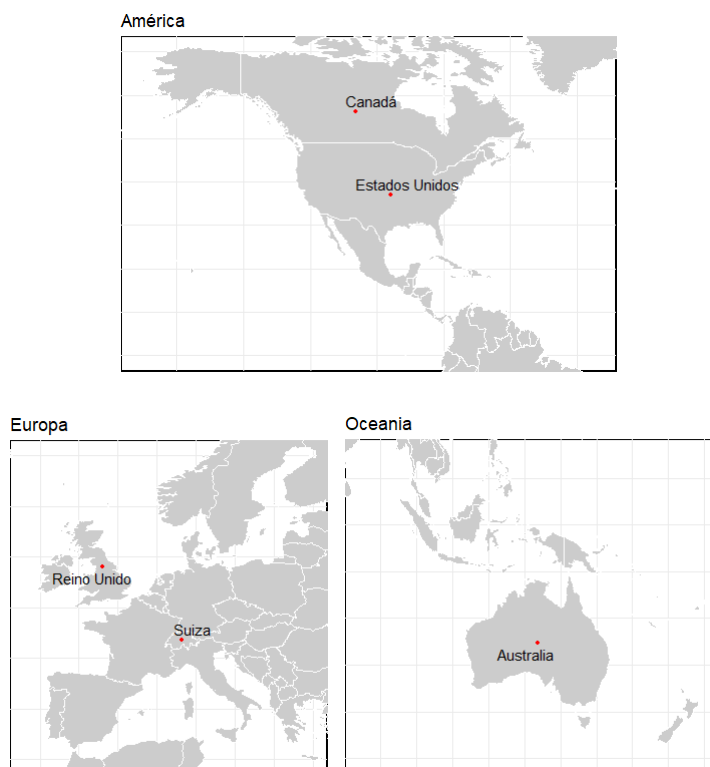 América
Canadá
Estados Unidos
Europa
Oceania
Reino Unido
Suiza
Australia